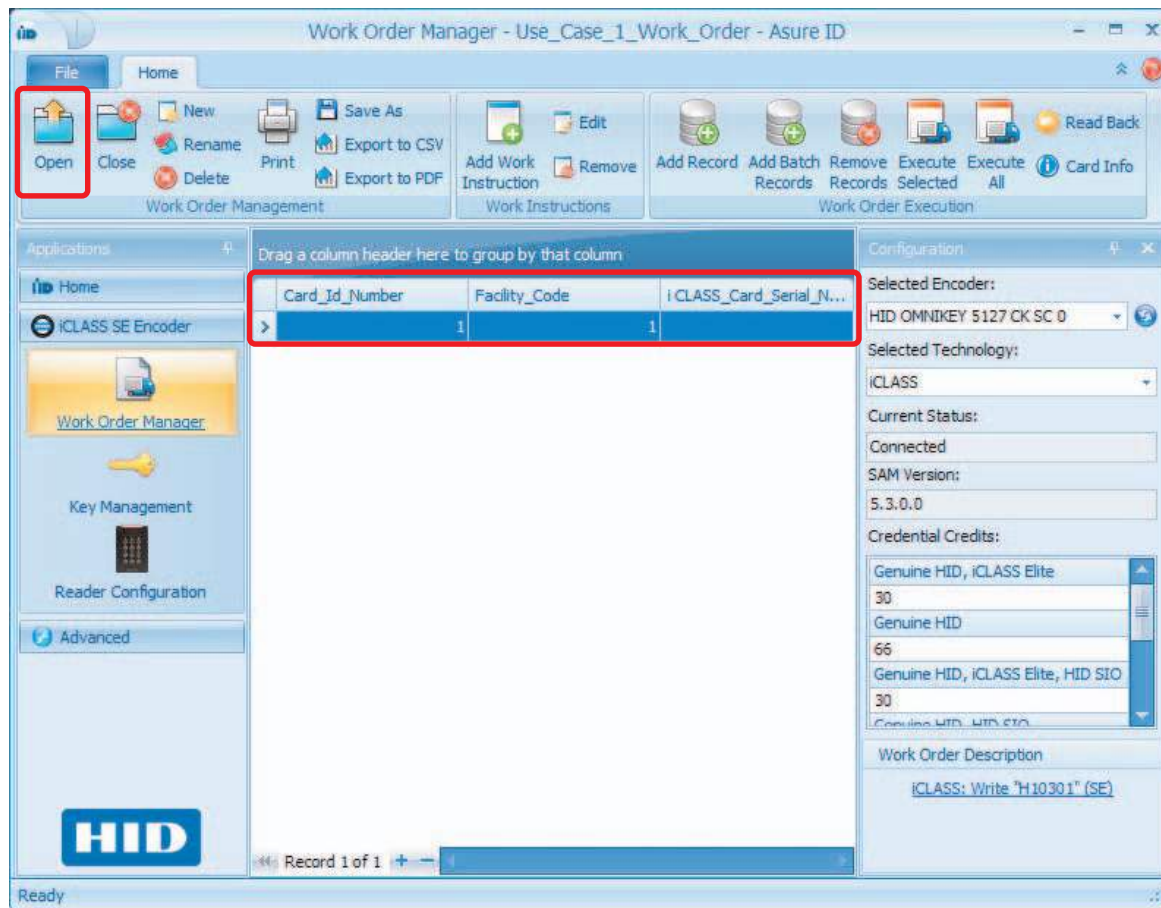 Work Order Manager - Use_Case_1_Work_Order - Asure ID
File Home
Open
Close
New
Rename
Delete
Print
Save As
Export to CSV
Export to PDF
Work Order Management
Add Work
Instruction
Edit
Remove
Work Instructions
Add Record
Add Batch
Records
Remove
Records
Execute
Selected
Execute
All
Read Back
Card Info
Work Order Execution
Applications
HID Home
iCLASS SE Encoder
Work Order Manager
Key Management
Reader Configuration
Advanced
HID
Drag a column header here to group by that column
Card_Id_Number Facility_Code iCLASS_Card_Serial_N...
1 1
Record 1 of 1
Configuration
Selected Encoder:
HID OMNIKEY 5127 CK SC 0
Selected Technology:
iCLASS
Current Status:
Connected
SAM Version:
5.3.0.0
Credential Credits:
Genuine HID, iCLASS Elite
30
Genuine HID
66
Genuine HID, iCLASS Elite, HID SIO
30
Genuine HID, HID SIO
Work Order Description
iCLASS: Write "H10301" (SE)
Ready